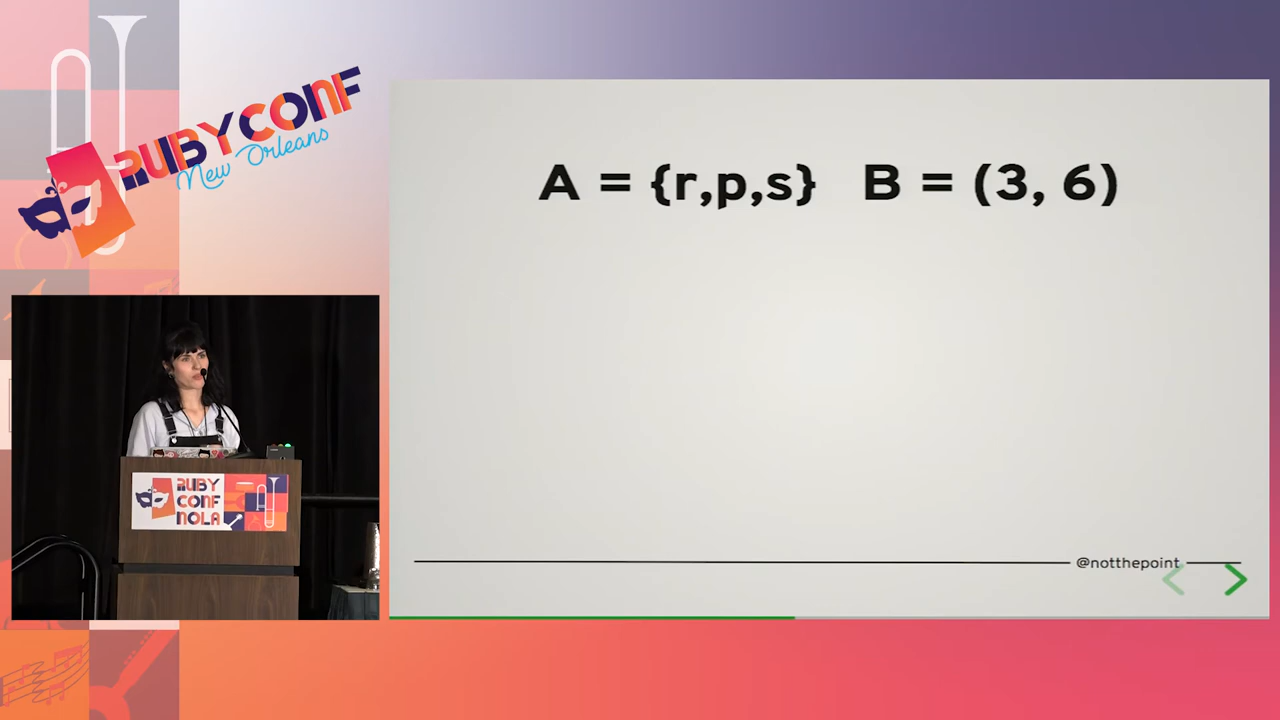 RUBYCONF
New Orleans
A = {r,p,s} B = (3, 6)
RUBY
CONF
NOLA
@notthepoint